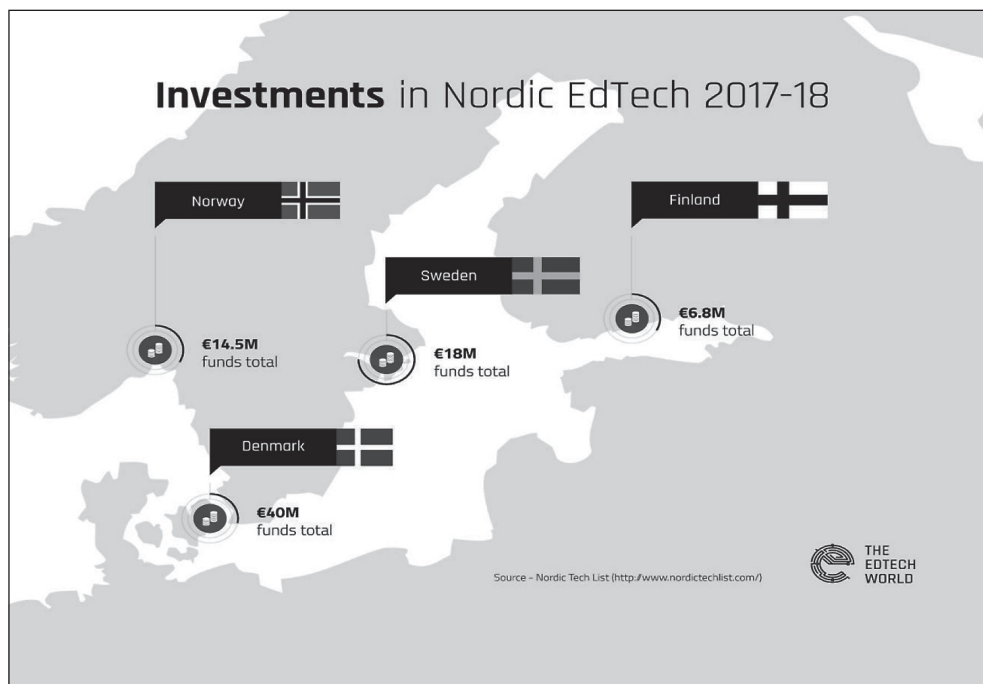 Investments in Nordic EdTech 2017-18
Norway
Finland
Sweden
€6.8M
funds total
€14.5M
funds total
€18M
funds total
Denmark
€40M
funds total
Source - Nordic Tech List (http://www.nordictechlist.com/)
THE
EDTECH
WORLD